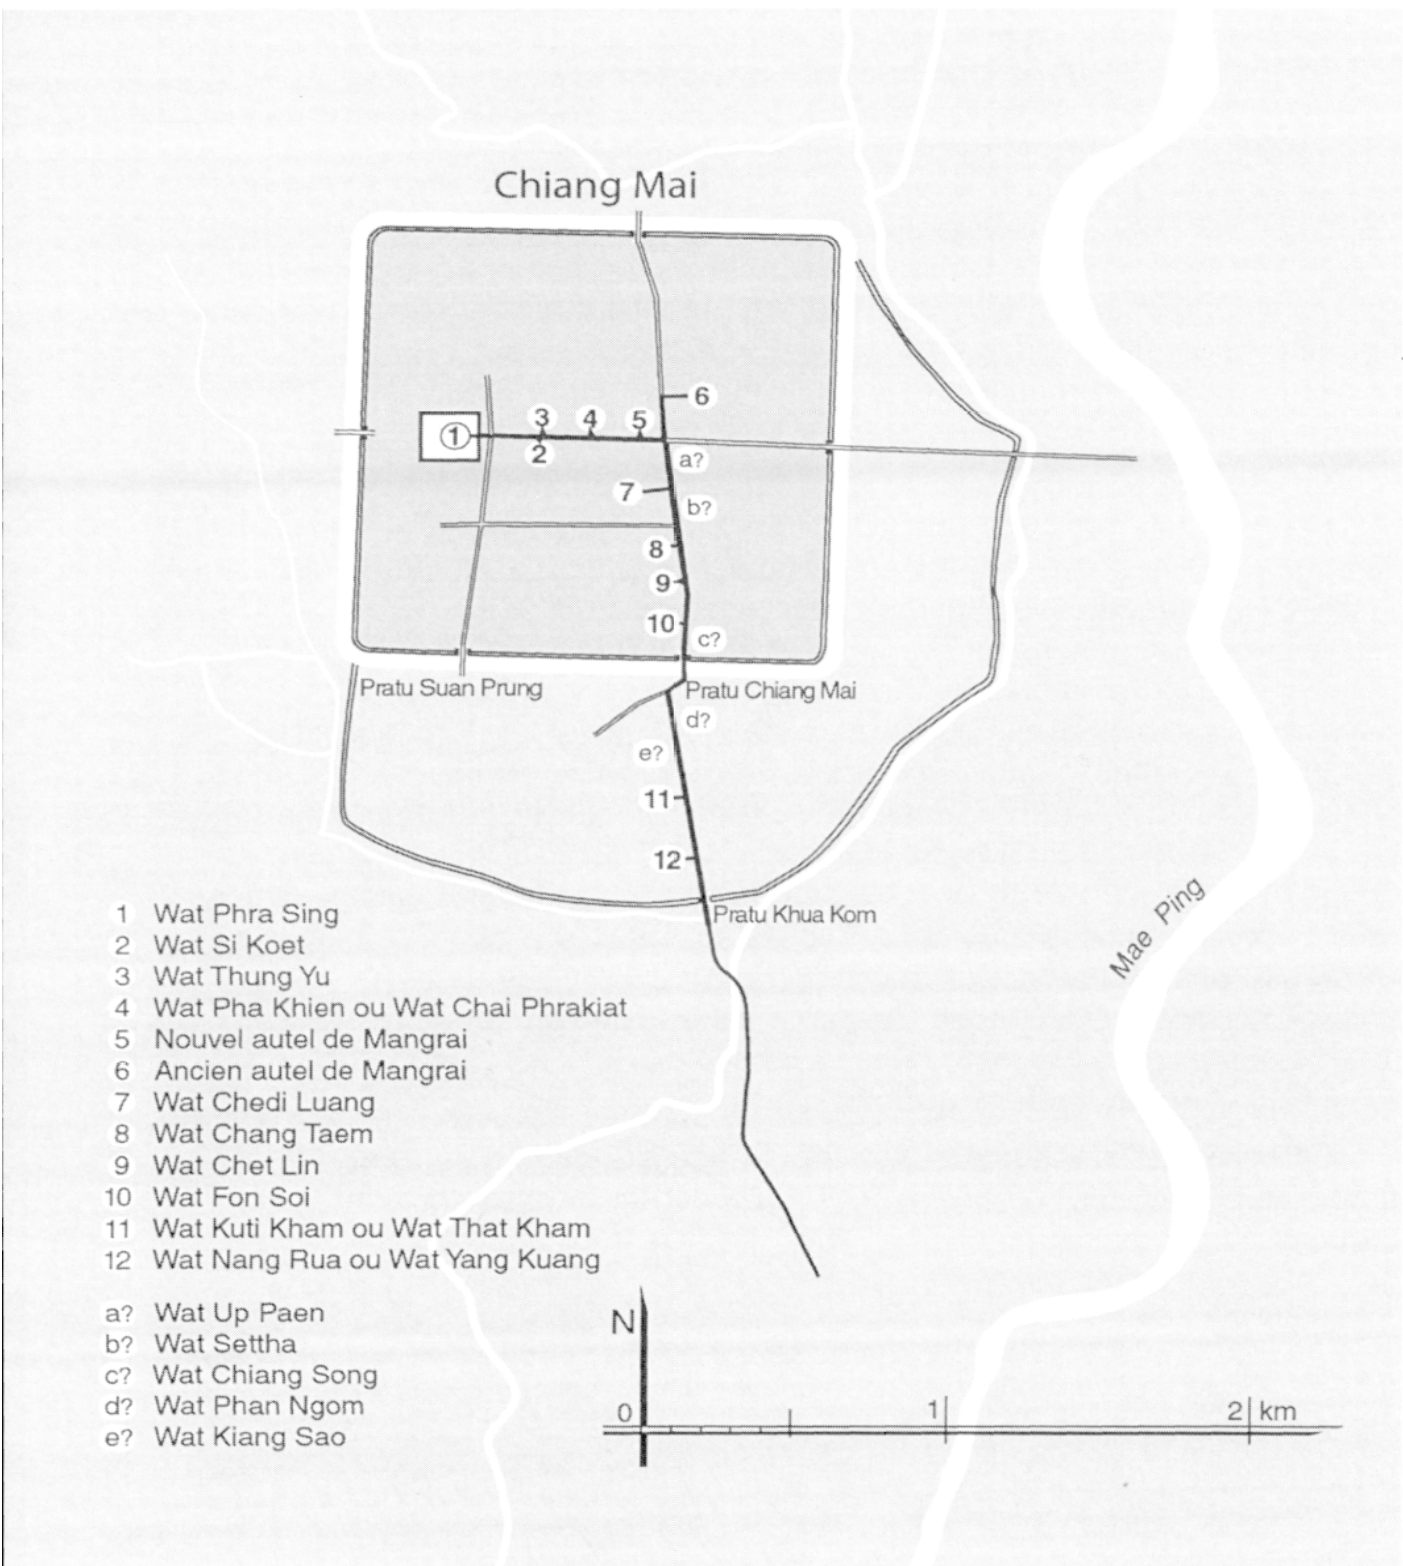 Chiang Mai
6
3
4
5
1
2
a?
7
b?
8
9
10
c?
Pratu Suan Prung
Pratu Chiang Mai
d?
e?
11
12
Pratu Khua Kom
Mae Ping
1 Wat Phra Sing
2 Wat Si Koet
3 Wat Thung Yu
4 Wat Pha Khien ou Wat Chai Phrakiat
5 Nouvel autel de Mangrai
6 Ancien autel de Mangrai
7 Wat Chedi Luang
8 Wat Chang Taem
9 Wat Chet Lin
10 Wat Fon Soi
11 Wat Kuti Kham ou Wat That Kham
12 Wat Nang Rua ou Wat Yang Kuang
a? Wat Up Paen
b? Wat Settha
c? Wat Chiang Song
d? Wat Phan Ngom
e? Wat Kiang Sao
N
0 1 2 km